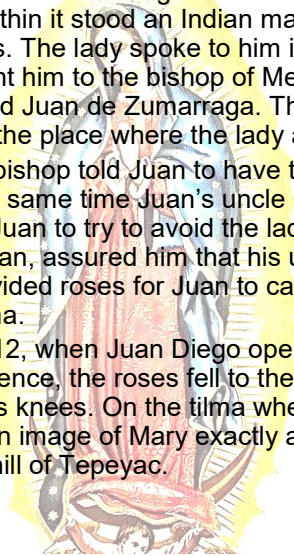 thin it stood an Indian ma
s. The lady spoke to him i
nt him to the bishop of Me
d Juan de Zumarraga. Th
the place where the lady a
bishop told Juan to have t
same time Juan’s uncle
Juan to try to avoid the lad
an, assured him that his u
vided roses for Juan to ca
na.
12, when Juan Diego ope
ence, the roses fell to the
s knees. On the tilma whe
n image of Mary exactly a
hill of Tepeyac.